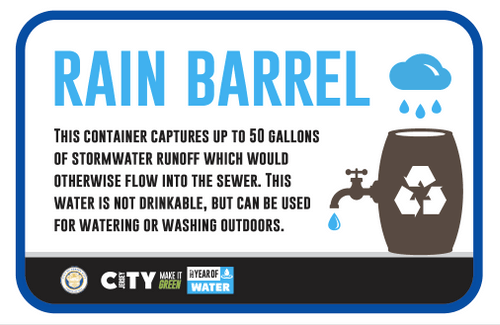 RAIN BARREL
THIS CONTAINER CAPTURES UP TO 50 GALLONS
OF STORMWATER RUNOFF WHICH WOULD
OTHERWISE FLOW INTO THE SEWER. THIS
WATER IS NOT DRINKABLE, BUT CAN BE USED
FOR WATERING OR WASHING OUTDOORS.
JERSEY CITY
MAKE IT
GREEN
YEAR OF
WATER